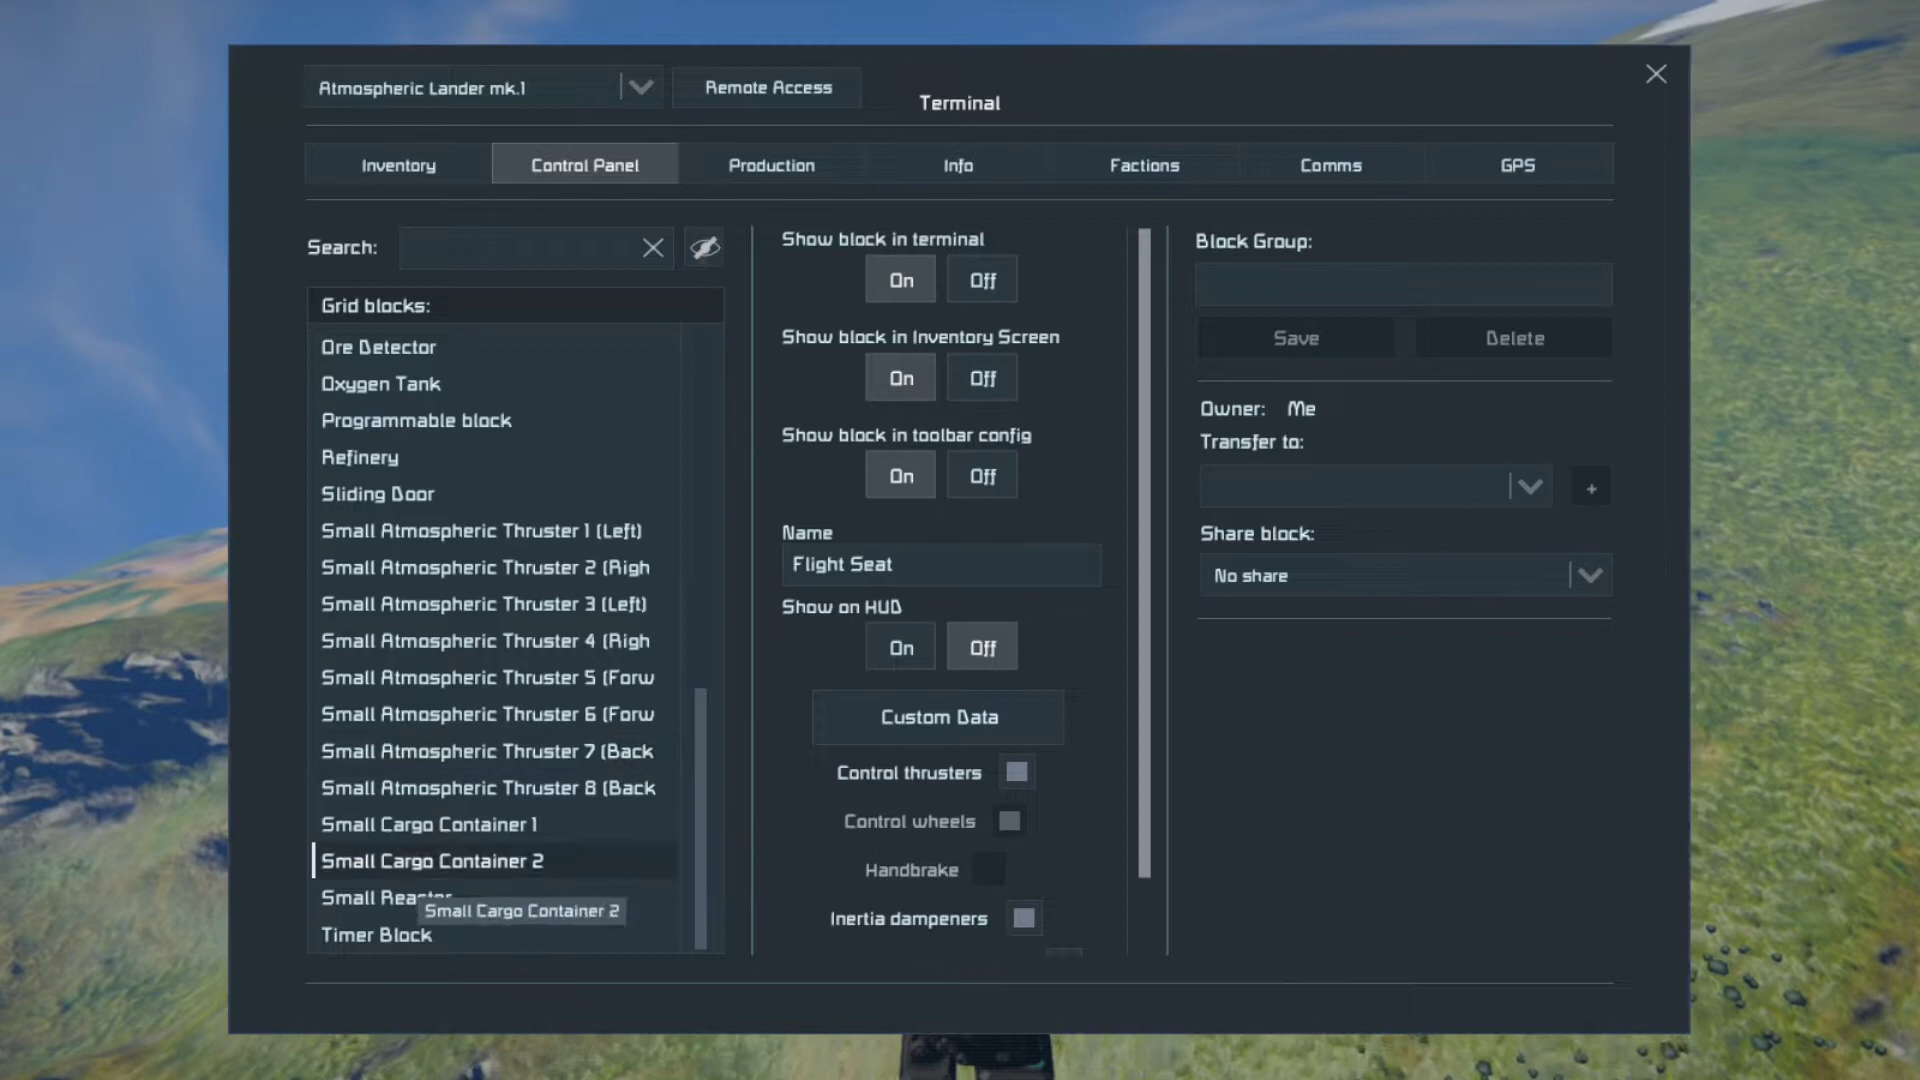 Atmospheric Lander mk.1
Remote Access
Terminal
Inventory
Control Panel
Production
Info
Factions
Comms
GPS
Search:
Grid blocks:
Ore Detector
Oxygen Tank
Programmable block
Refinery
Sliding Door
Small Atmospheric Thruster 1 (Left)
Small Atmospheric Thruster 2 (Righ
Small Atmospheric Thruster 3 (Left)
Small Atmospheric Thruster 4 (Righ
Small Atmospheric Thruster 5 (Forw
Small Atmospheric Thruster 6 (Forw
Small Atmospheric Thruster 7 (Back
Small Atmospheric Thruster 8 (Back
Small Cargo Container 1
Small Cargo Container 2
Small Reactor
Small Cargo Container 2
Timer Block
Show block in terminal
On Off
Show block in Inventory Screen
On Off
Show block in toolbar config
On Off
Name
Flight Seat
Show on HUD
On Off
Custom Data
Control thrusters
Control wheels
Handbrake
Inertia dampeners
Block Group:
Save Delete
Owner: Me
Transfer to:
+
Share block:
No share